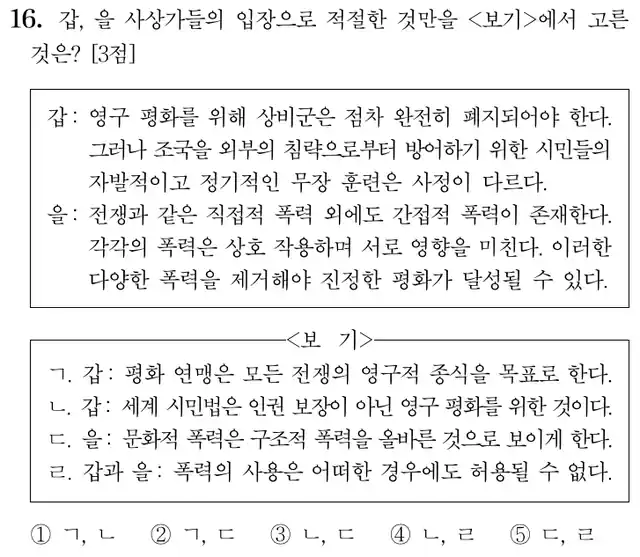 16. 갑, 을 사상가들의 입장으로 적절한 것만을 <보기>에서 고른
것은? [3점]
갑: 영구 평화를 위해 상비군은 점차 완전히 폐지되어야 한다.
그러나 조국을 외부의 침략으로부터 방어하기 위한 시민들의
자발적이고 정기적인 무장 훈련은 사정이 다르다.
을: 전쟁과 같은 직접적 폭력 외에도 간접적 폭력이 존재한다.
각각의 폭력은 상호 작용하며 서로 영향을 미친다. 이러한
다양한 폭력을 제거해야 진정한 평화가 달성될 수 있다.
<보 기>
ㄱ. 갑: 평화 연맹은 모든 전쟁의 영구적 종식을 목표로 한다.
ㄴ. 갑: 세계 시민법은 인권 보장이 아닌 영구 평화를 위한 것이다.
ㄷ. 을: 문화적 폭력은 구조적 폭력을 올바른 것으로 보이게 한다.
ㄹ. 갑과 을: 폭력의 사용은 어떠한 경우에도 허용될 수 없다.
① ㄱ, ㄴ ② ㄱ, ㄷ ③ ㄴ, ㄷ ④ ㄴ, ㄹ ⑤ ㄷ, ㄹ